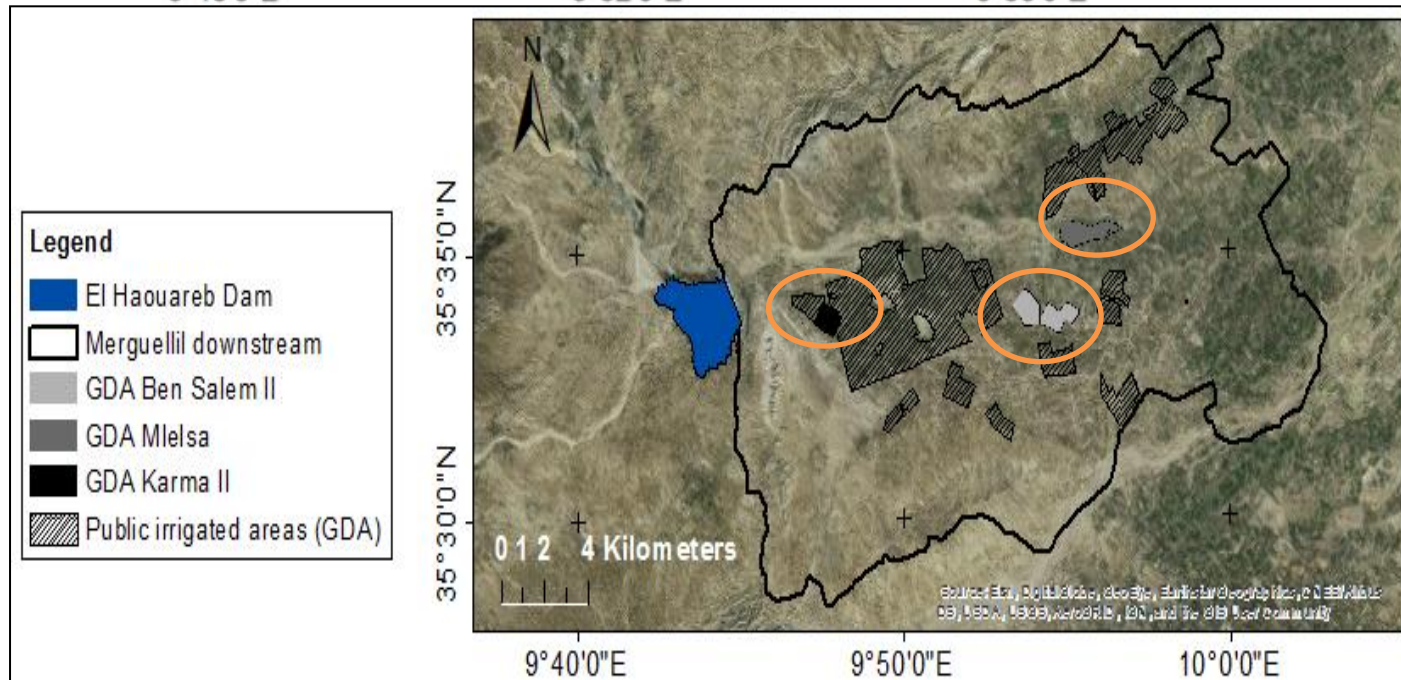 N
Legend
El Haouareb Dam
Merguellil downstream
GDA Ben Salem II
GDA Mlelsa
GDA Karma II
Public irrigated areas (GDA)
35°35'0"N
35°30'0"N
0 1 2 4 Kilometers
9°40'0"E
9°50'0"E
10°0'0"E